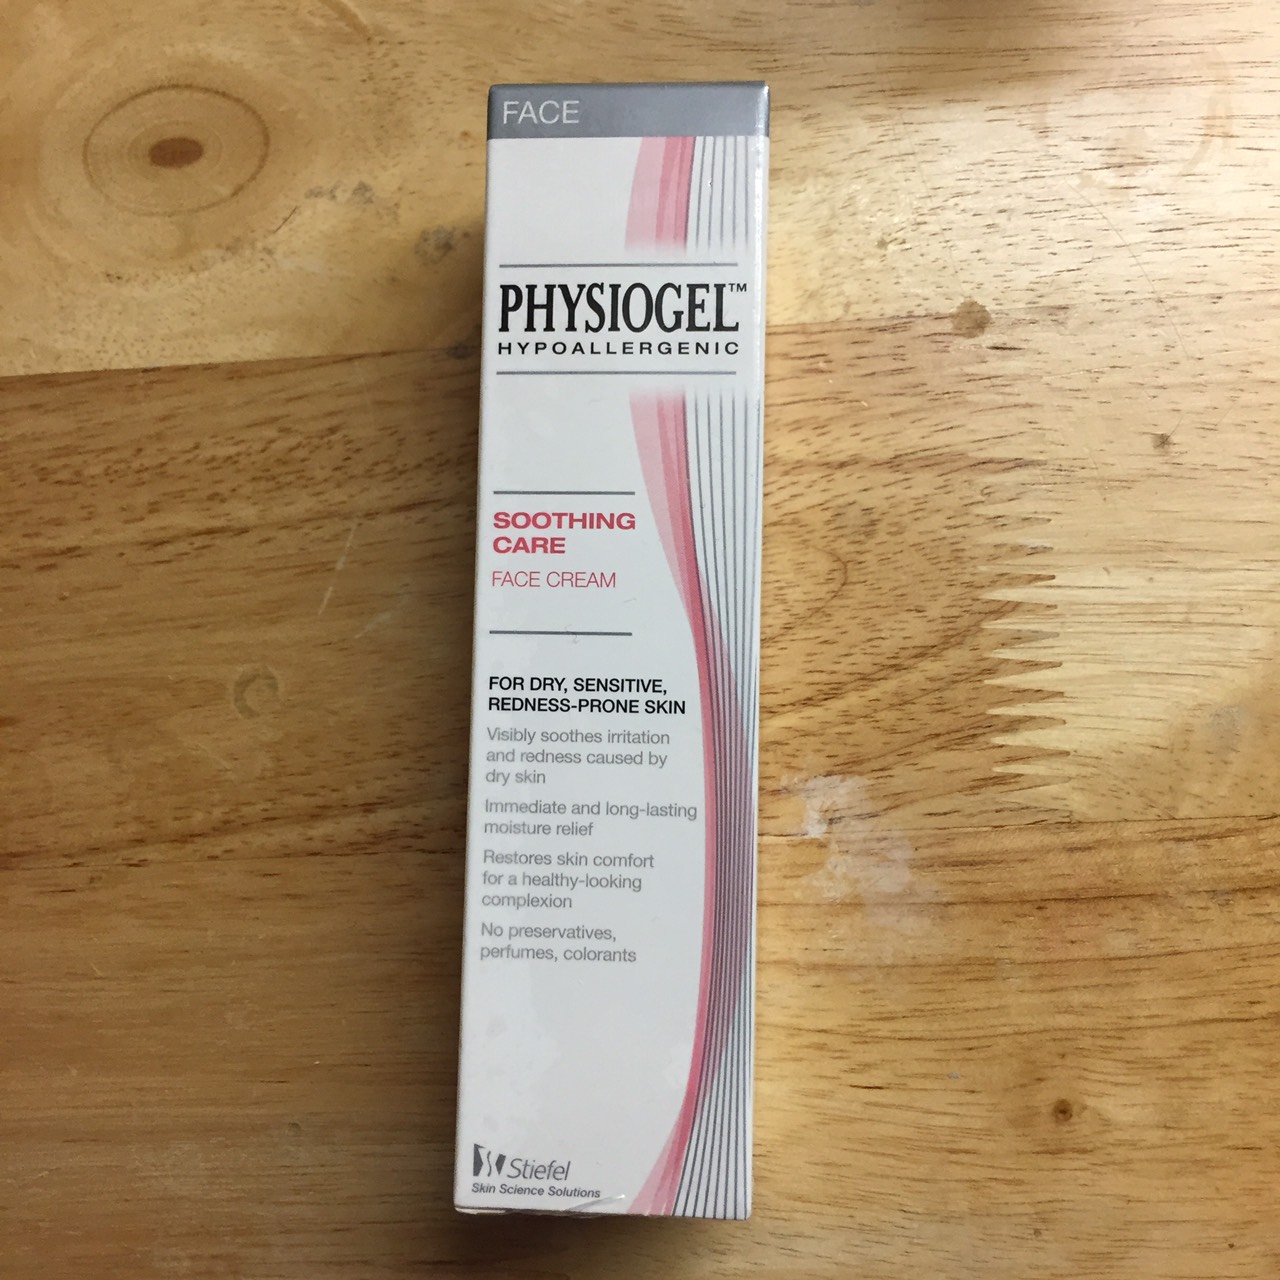 FACE
PHYSIOGEL™
HYPOALLERGENIC
SOOTHING
CARE
FACE CREAM
FOR DRY, SENSITIVE,
REDNESS-PRONE SKIN
Visibly soothes irritation
and redness caused by
dry skin
Immediate and long-lasting
moisture relief
Restores skin comfort
for a healthy-looking
complexion
No preservatives,
perfumes, colorants
Stiefel
Skin Science Solutions